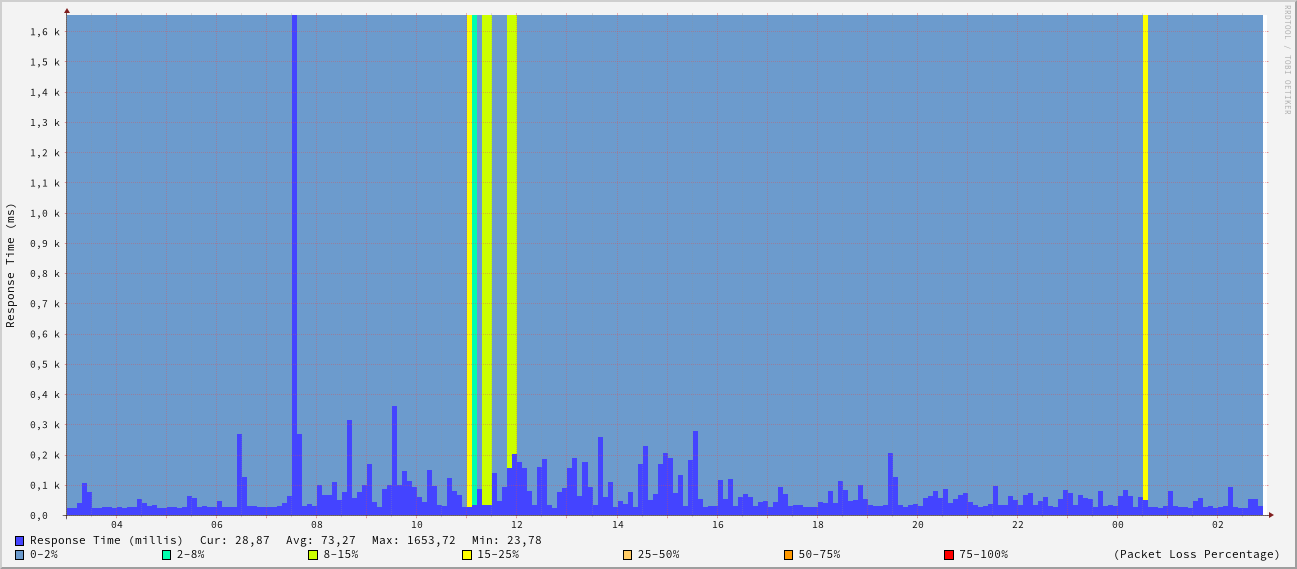 RRDTOOL / TOBI OETIKER
Response Time (ms)
1,6 k
1,5 k
1,4 k
1,3 k
1,2 k
1,1 k
1,0 k
0,9 k
0,8 k
0,7 k
0,6 k
0,5 k
0,4 k
0,3 k
0,2 k
0,1 k
0,0
04 06 08 10 12 14 16 18 20 22 00 02
Response Time (millis) Cur: 28,87 Avg: 73,27 Max: 1653,72 Min: 23,78
0-2% 2-8% 8-15% 15-25% 25-50% 50-75% 75-100% (Packet Loss Percentage)